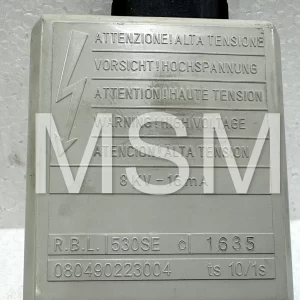 ATTENZIONE! ALTA TENSIONE
VORSICHT! HOCHSPANNUNG
ATTENTION! HAUTE TENSION
WARNING! HIGH VOLTAGE
ATENCION! ALTA TENSION
MSM
8 KV - 16 mA
R.B.L. 530SE C 1635
080490223004 ts 10/1s